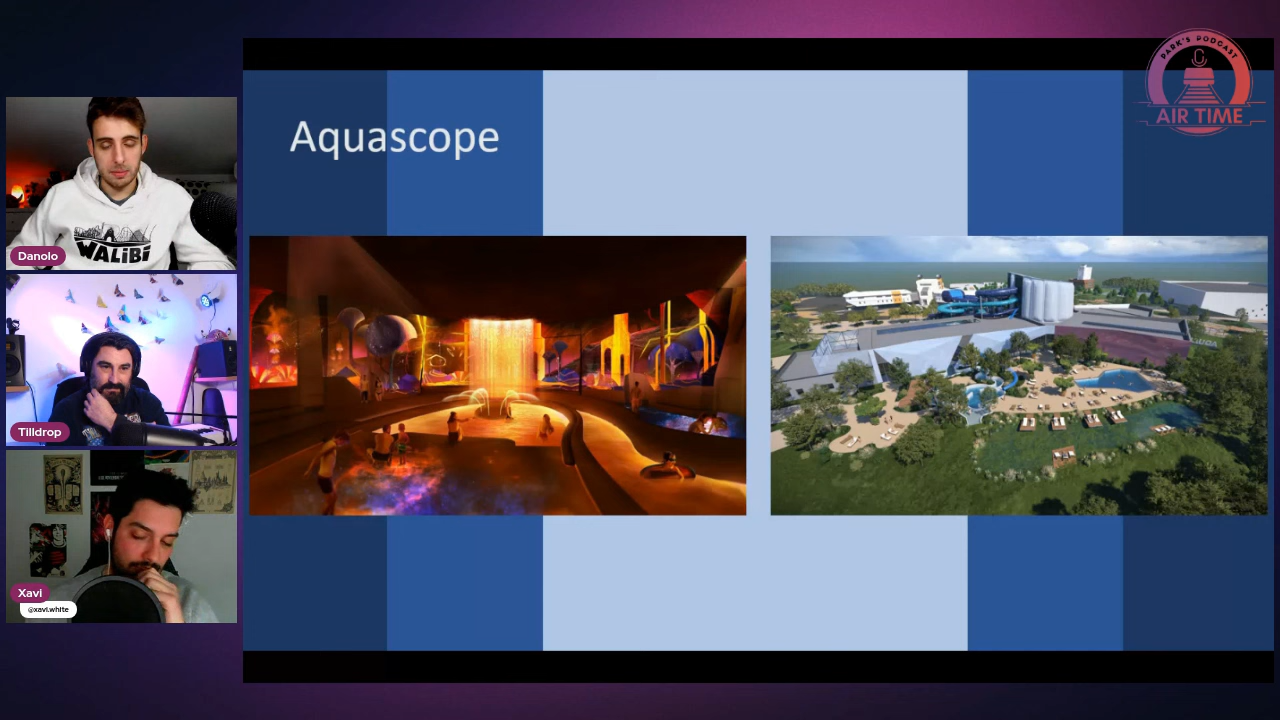 PARK'S PODCAST
AIR TIME
Aquascope
WALiBi
Danolo
Tilldrop
Xavi
@xavi.white